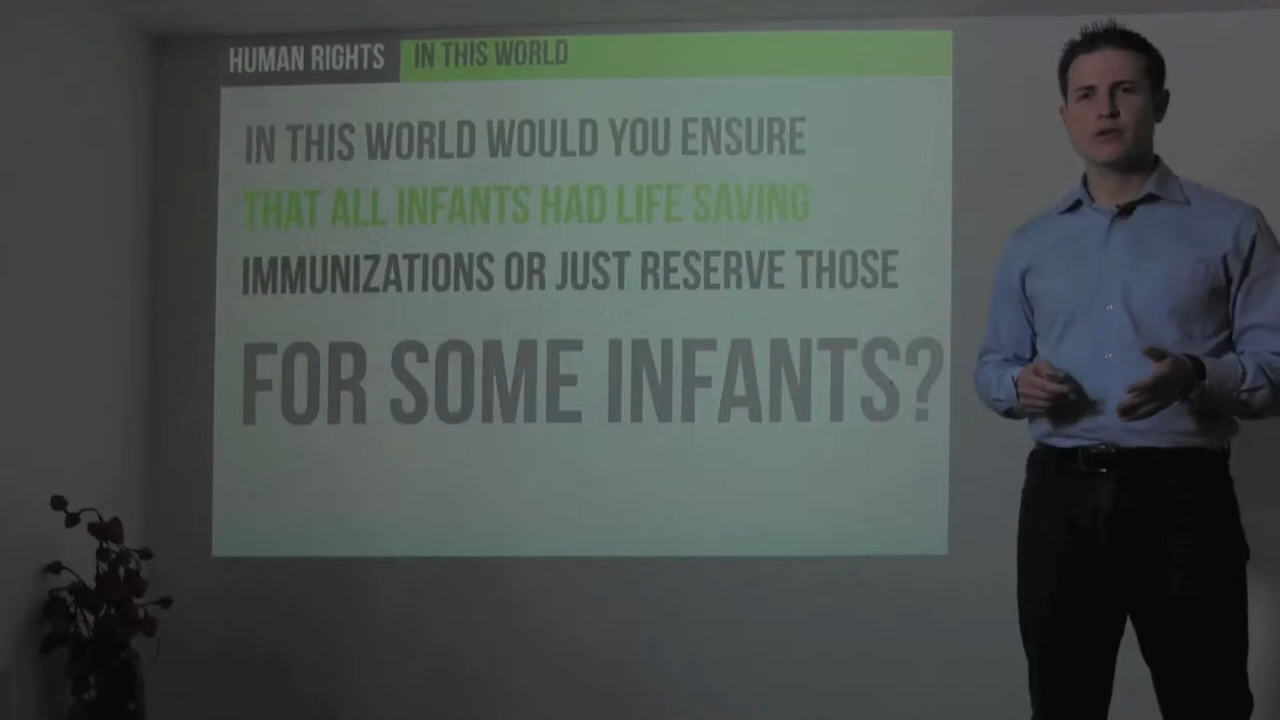 HUMAN RIGHTS IN THIS WORLD
IN THIS WORLD WOULD YOU ENSURE
THAT ALL INFANTS HAD LIFE SAVING
IMMUNIZATIONS OR JUST RESERVE THOSE
FOR SOME INFANTS?